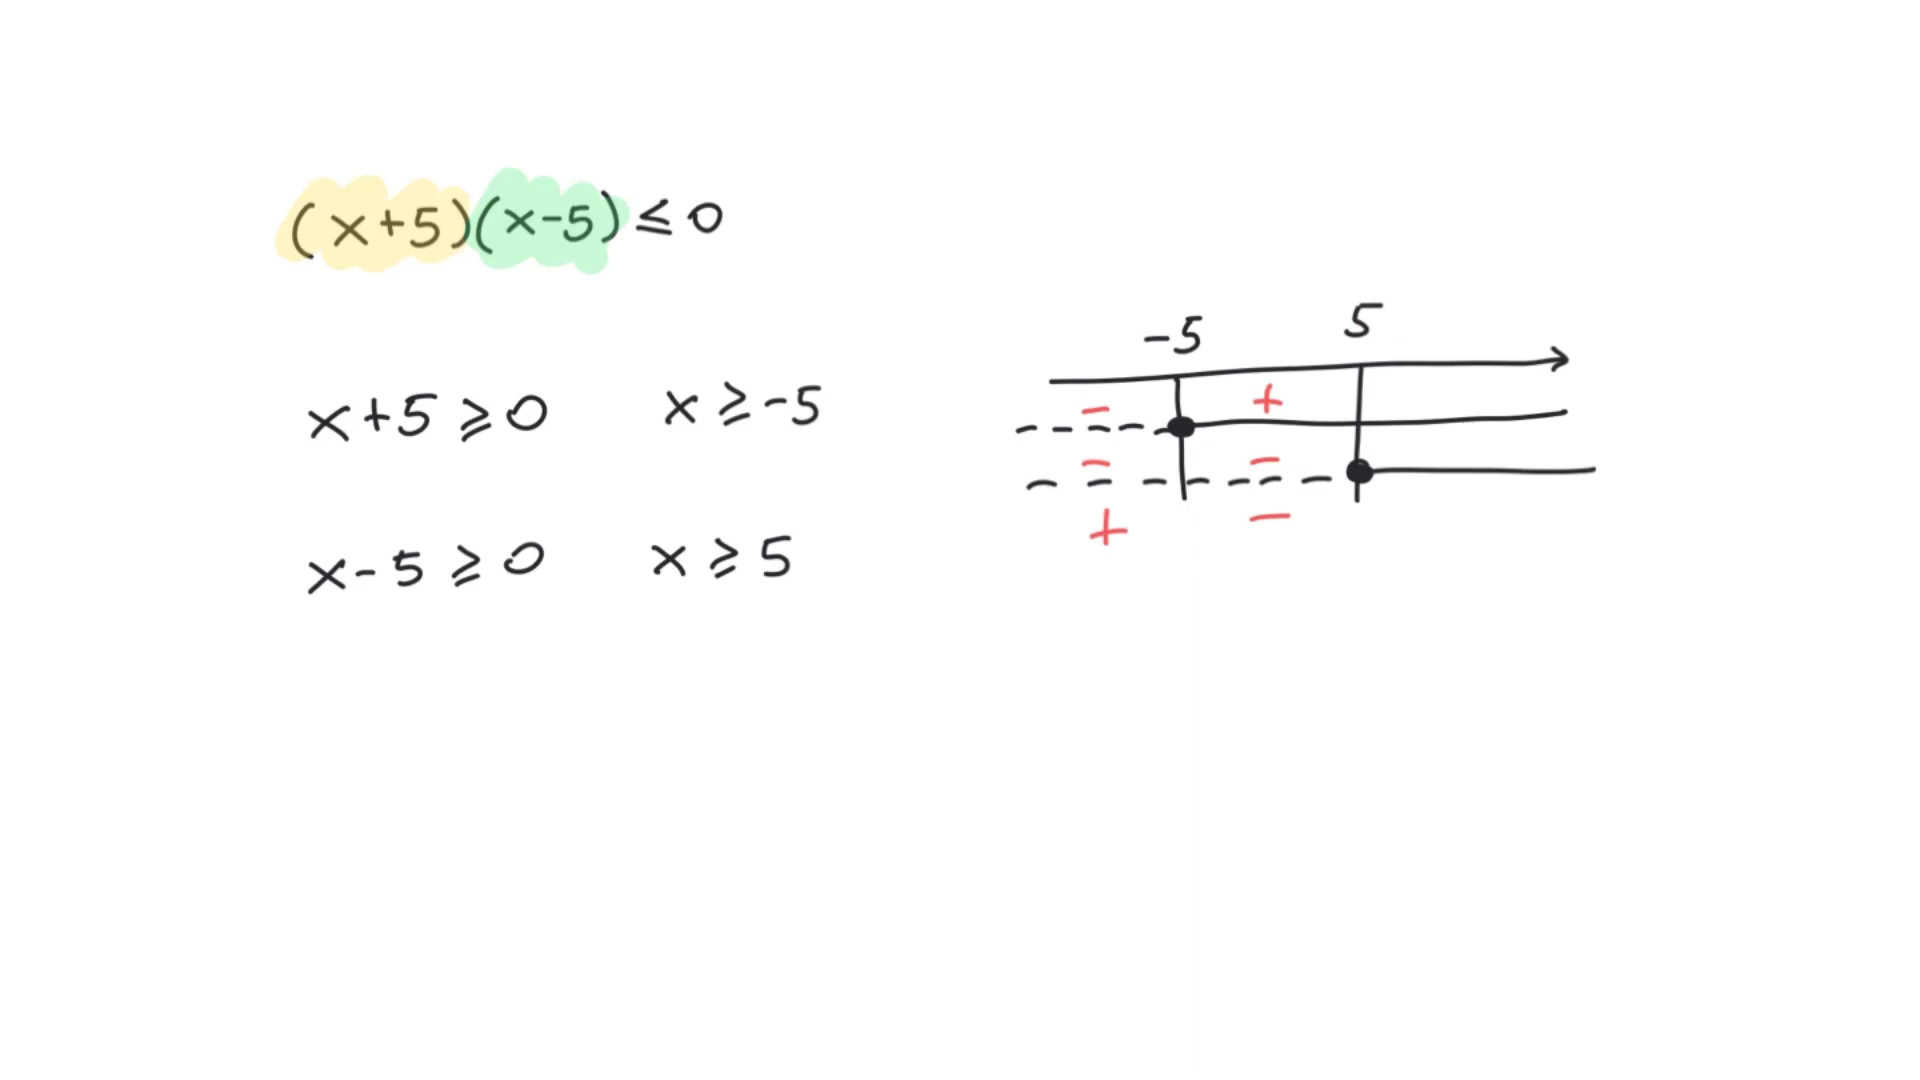 (x+5)(x-5) ≤ 0
x+5 ≥ 0 x ≥ -5
x-5 ≥ 0 x ≥ 5
-5 5
- +
- -
+ -